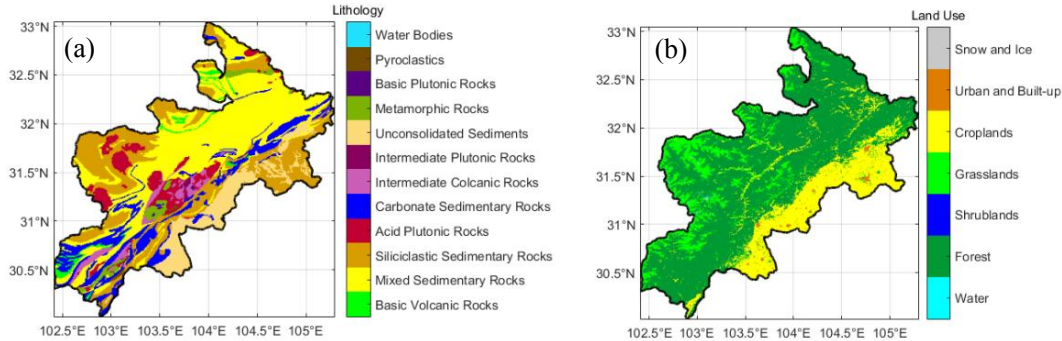 Lithology
(a)
33°N
32.5°N
32°N
31.5°N
31°N
30.5°N
102.5°E 103°E 103.5°E 104°E 104.5°E 105°E
Water Bodies
Pyroclastics
Basic Plutonic Rocks
Metamorphic Rocks
Unconsolidated Sediments
Intermediate Plutonic Rocks
Intermediate Colcanic Rocks
Carbonate Sedimentary Rocks
Acid Plutonic Rocks
Siliciclastic Sedimentary Rocks
Mixed Sedimentary Rocks
Basic Volcanic Rocks
Land Use
(b)
33°N
32.5°N
32°N
31.5°N
31°N
30.5°N
102.5°E 103°E 103.5°E 104°E 104.5°E 105°E
Snow and Ice
Urban and Built-up
Croplands
Grasslands
Shrublands
Forest
Water